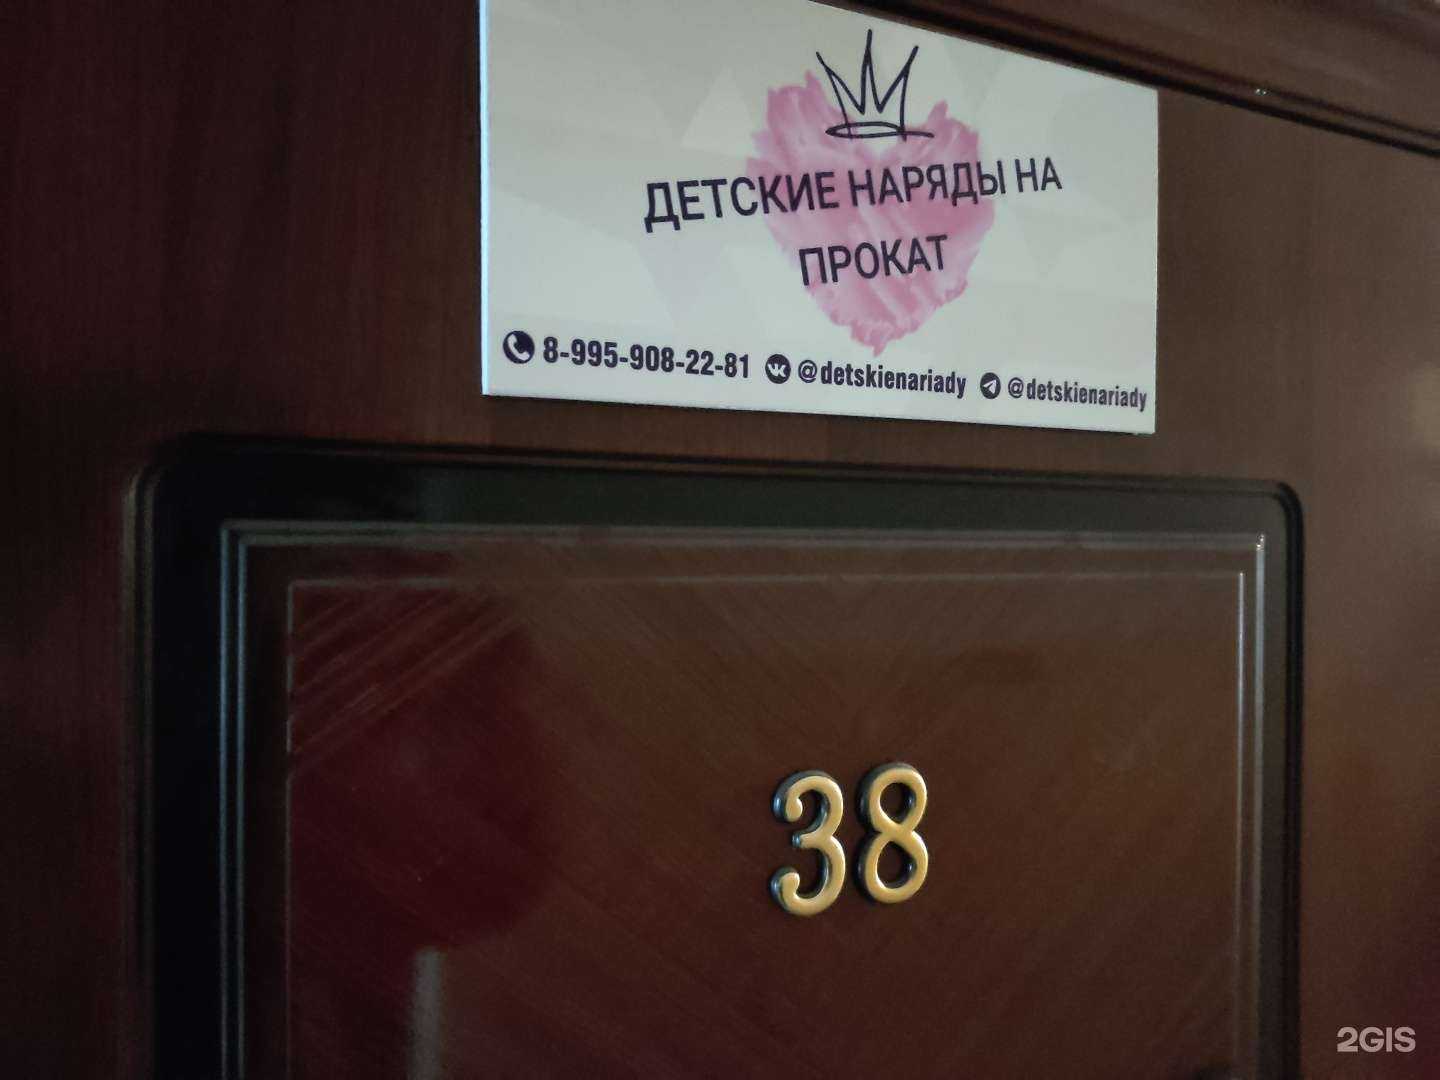 ДЕТСКИЕ НАРЯДЫ НА
ПРОКАТ
8-995-908-22-81 @detskienariady @detskienariady
38
2GIS